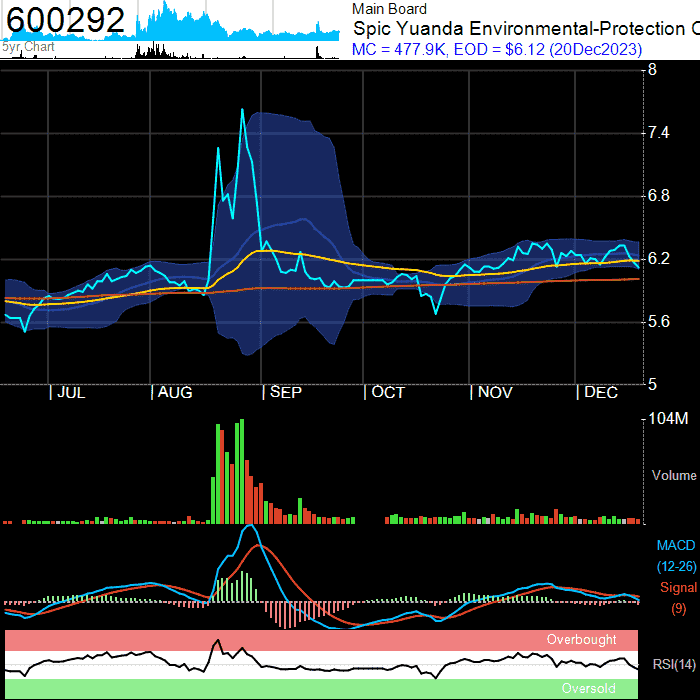 600292
5yr. Chart
Main Board
Spic Yuanda Environmental-Protection C
MC = 477.9K, EOD = $6.12 (20Dec2023)
8
7.4
6.8
6.2
5.6
5
| JUL | AUG | SEP | OCT | NOV | DEC
104M
Volume
MACD
(12-26)
Signal
(9)
Overbought
RSI(14)
Oversold